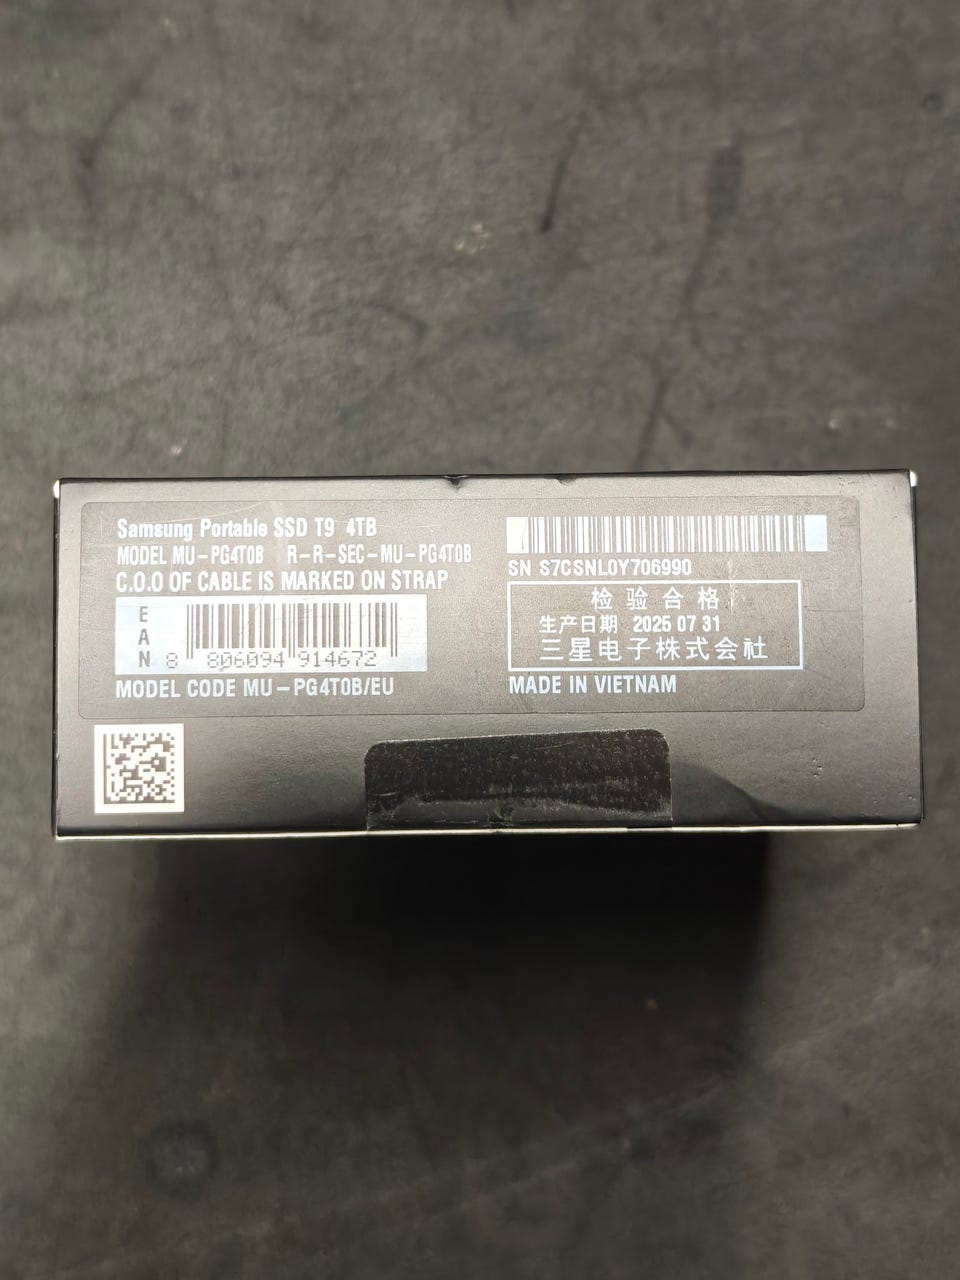 Samsung Portable SSD T9 4TB
MODEL MU-PG4T0B R-R-SEC-MU-PG4T0B
C.O.O OF CABLE IS MARKED ON STRAP
EAN
8 806094 914672
MODEL CODE MU-PG4T0B/EU
SN S7CSNL0Y706990
检验合格
生产日期 2025 07 31
三星电子株式会社
MADE IN VIETNAM